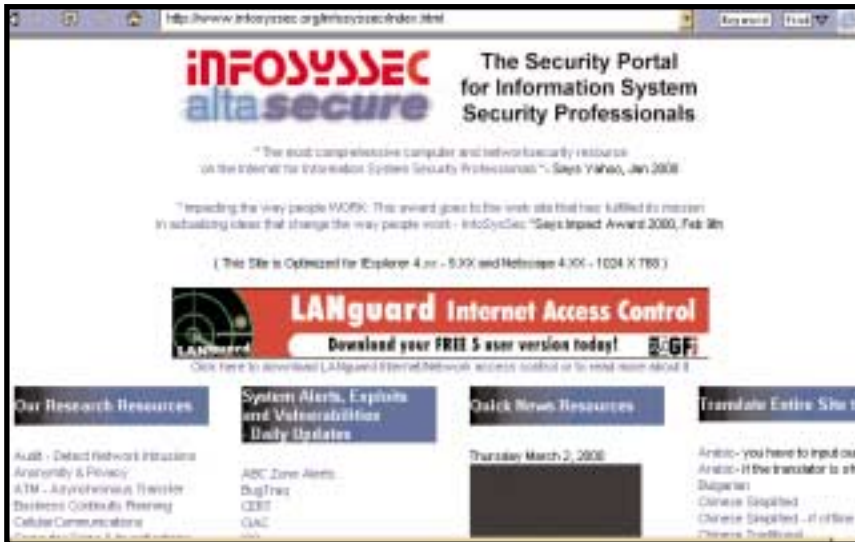 http://www.infosyssec.org/infosyssec/index.html
Keyword Find
iNFOSYSSEC
altasecure
The Security Portal
for Information System
Security Professionals
"The most comprehensive computer and network security resource
on the Internet for Information System Security Professionals "- Says Yahoo, Jan 2000
"Impacting the way people WORK: This award goes to the web site that has fulfilled its mission
in actualizing ideas that change the way people work - InfoSysSec "Says Impact Award 2000, Feb 9th
( This Site is Optimized for IExplorer 4.xx - 5.XX and Netscape 4.XX - 1024 X 768 )
LANguard Internet Access Control
LANguard
Download your FREE 5 user version today! GFi
Click here to download LANguard Internet/Network access control or to read more about it
Our Research Resources
Audit - Detect Network Intrusions
Anonymity & Privacy
ATM - Asynchronous Transfer
Business Continuity Planning
Cellular Communications
System Alerts, Exploits
and Vulnerabilities
- Daily Updates
ABC Zone Alerts
BugTraq
CERT
CIAC
Quick News Resources
Thursday March 2, 2000
Translate Entire Site t
Arabic - you have to input our
Arabic - if the translator is
Bulgarian
Chinese Simplified
Chinese Simplified - if offline
Chinese Traditional